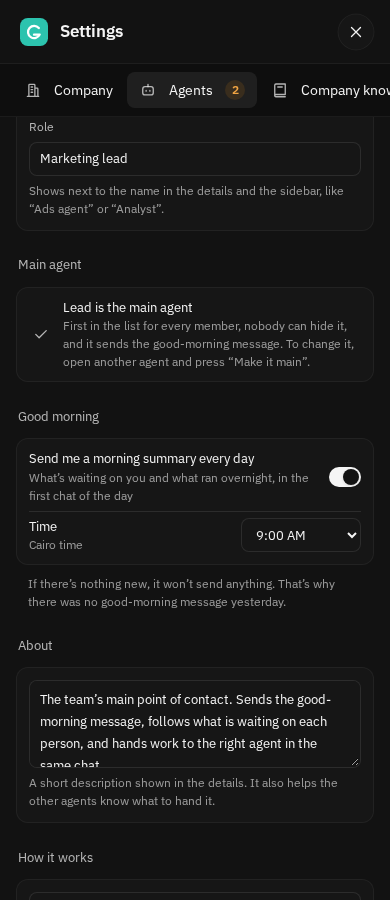 Settings
Company
Agents
2
Company know
Role
Marketing lead
Shows next to the name in the details and the sidebar, like
“Ads agent” or “Analyst”.
Main agent
Lead is the main agent
First in the list for every member, nobody can hide it,
and it sends the good-morning message. To change it,
open another agent and press “Make it main”.
Good morning
Send me a morning summary every day
What’s waiting on you and what ran overnight, in the
first chat of the day
Time
Cairo time
9:00 AM
If there’s nothing new, it won’t send anything. That’s why
there was no good-morning message yesterday.
About
The team’s main point of contact. Sends the good-
morning message, follows what is waiting on each
person, and hands work to the right agent in the
same chat.
A short description shown in the details. It also helps the
other agents know what to hand it.
How it works